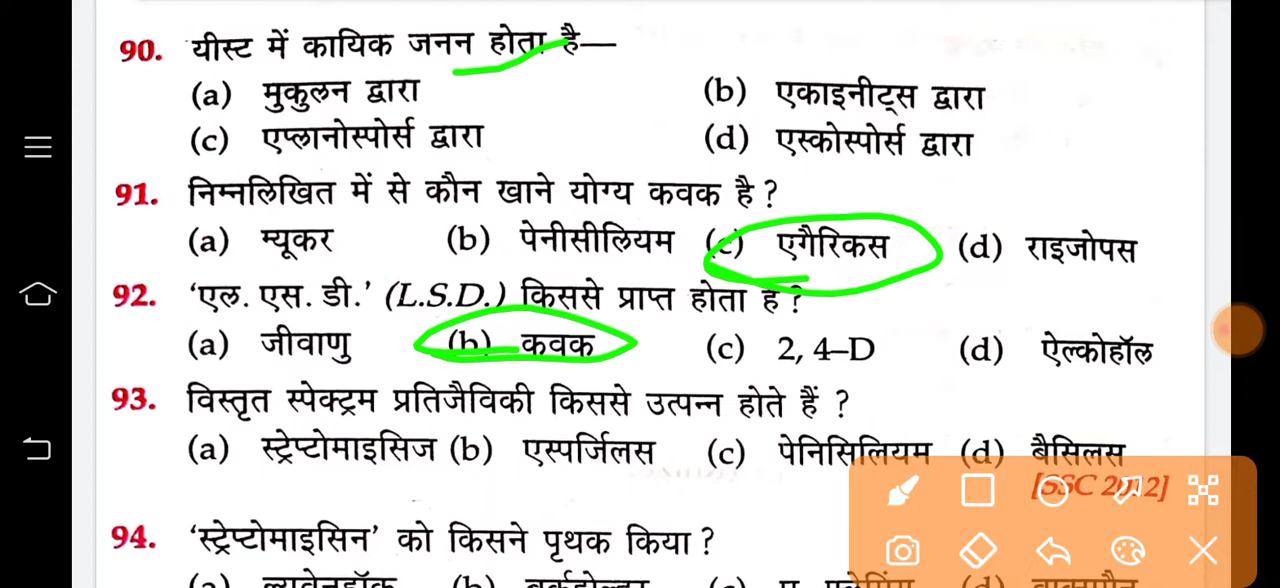 90. यीस्ट में कायिक जनन होता है—
(a) मुकुलन द्वारा (b) एकाइनीट्स द्वारा
(c) एप्लानोस्पोर्स द्वारा (d) एस्कोस्पोर्स द्वारा
91. निम्नलिखित में से कौन खाने योग्य कवक है ?
(a) म्यूकर (b) पेनीसीलियम (c) एगैरिकस (d) राइजोपस
92. ‘एल. एस. डी.’ (L.S.D.) किससे प्राप्त होता है ?
(a) जीवाणु (b) कवक (c) 2, 4–D (d) ऐल्कोहॉल
93. विस्तृत स्पेक्ट्रम प्रतिजैविकी किससे उत्पन्न होते हैं ?
(a) स्ट्रेप्टोमाइसिज (b) एस्पर्जिलस (c) पेनिसिलियम (d) बैसिलस
[SSC 2012]
94. ‘स्ट्रेप्टोमाइसिन’ को किसने पृथक किया ?